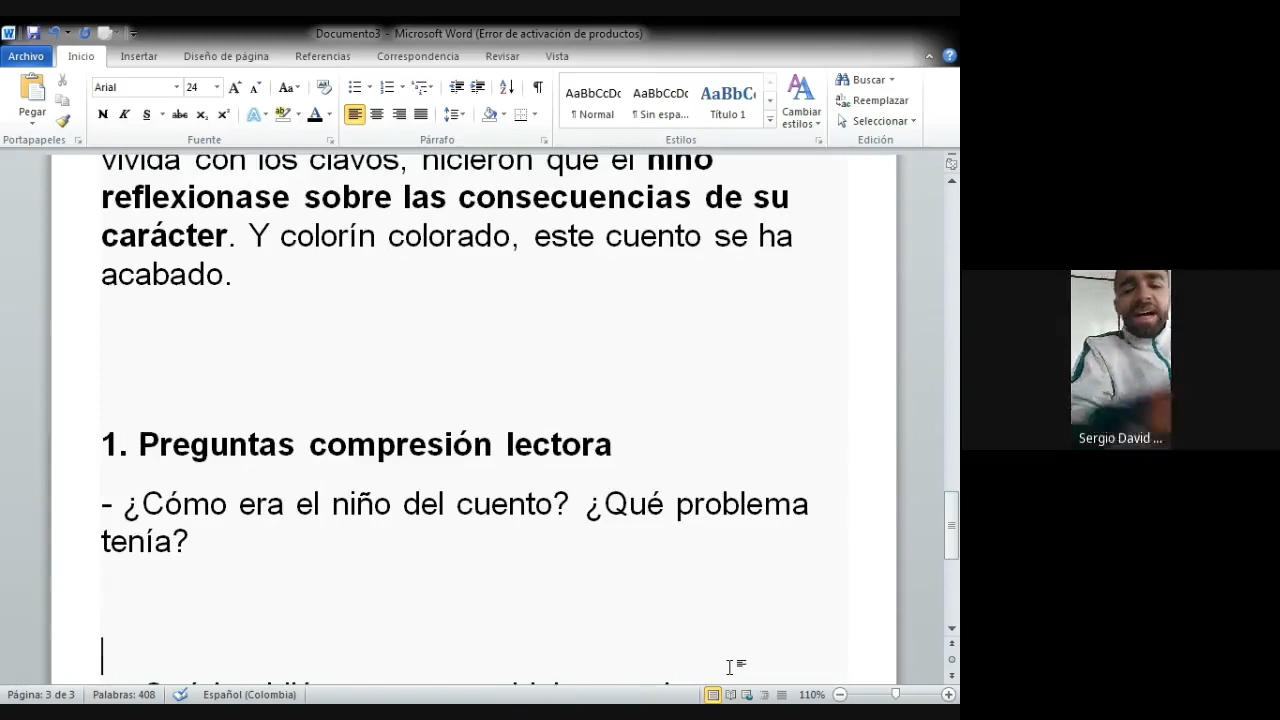 Documento3 - Microsoft Word (Error de activación de productos)
Archivo Inicio Insertar Diseño de página Referencias Correspondencia Revisar Vista
Arial 24
Pegar
AaBbCcDc AaBbCcDc AaBbC
¶ Normal ¶ Sin espa... Título 1
Cambiar estilos
Buscar
Reemplazar
Seleccionar
Portapapeles Fuente Párrafo Estilos Edición
vivida con los clavos, hicieron que el niño
reflexionase sobre las consecuencias de su
carácter. Y colorín colorado, este cuento se ha
acabado.
1. Preguntas compresión lectora
- ¿Cómo era el niño del cuento? ¿Qué problema
tenía?
Sergio David ...
Página: 3 de 3 Palabras: 408 Español (Colombia) 110%